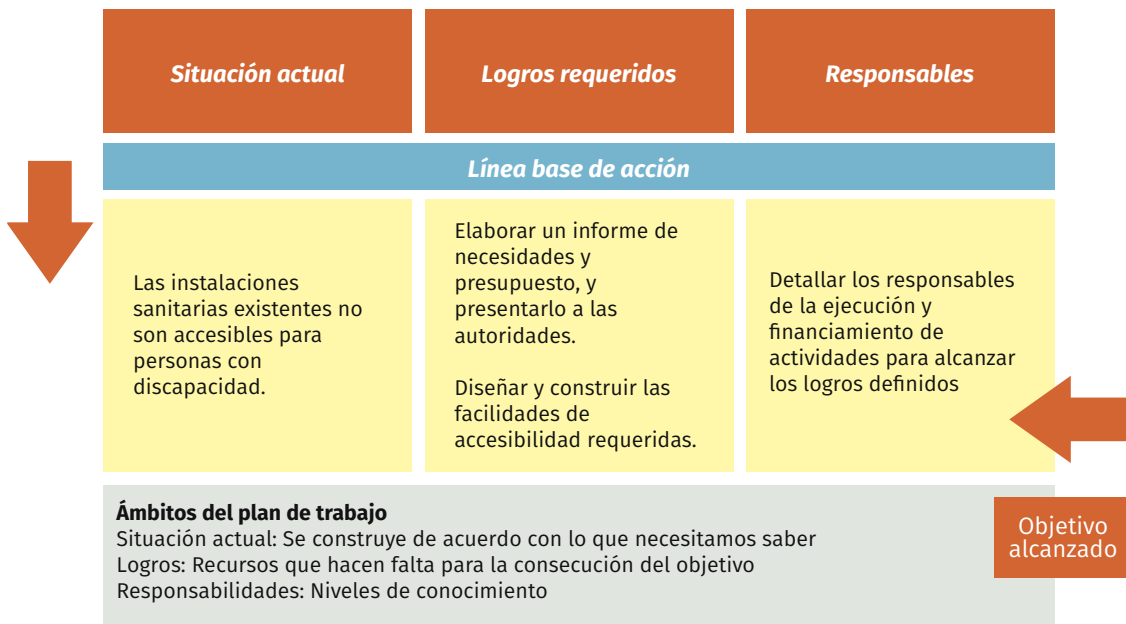 Situación actual
Logros requeridos
Responsables
Línea base de acción
Las instalaciones
sanitarias existentes no
son accesibles para
personas con
discapacidad.
Elaborar un informe de
necesidades y
presupuesto, y
presentarlo a las
autoridades.
Diseñar y construir las
facilidades de
accesibilidad requeridas.
Detallar los responsables
de la ejecución y
financiamiento de
actividades para alcanzar
los logros definidos
Ámbitos del plan de trabajo
Situación actual: Se construye de acuerdo con lo que necesitamos saber
Logros: Recursos que hacen falta para la consecución del objetivo
Responsabilidades: Niveles de conocimiento
Objetivo
alcanzado